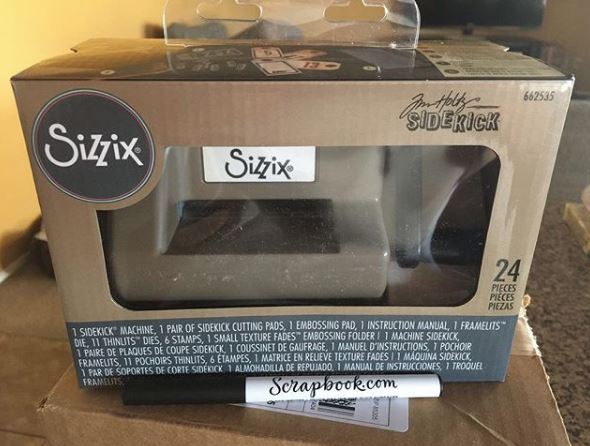 Sizzix
Tim Holtz
SIDEKICK
662535
Sizzix
24
PIECES
PIÈCES
PIEZAS
1 SIDEKICK® MACHINE, 1 PAIR OF SIDEKICK CUTTING PADS, 1 EMBOSSING PAD, 1 INSTRUCTION MANUAL, 1 FRAMELITS™
DIE, 11 THINLITS™ DIES, 6 STAMPS, 1 SMALL TEXTURE FADES™ EMBOSSING FOLDER | 1 MACHINE SIDEKICK,
1 PAIRE DE PLAQUES DE COUPE SIDEKICK, 1 COUSSINET DE GAUFRAGE, 1 MANUEL D'INSTRUCTIONS, 1 POCHOIR
FRAMELITS, 11 POCHOIRS THINLITS, 6 ÉTAMPES, 1 MATRICE EN RELIEVE TEXTURE FADES | 1 MÁQUINA SIDEKICK,
1 PAR DE SOPORTES DE CORTE SIDEKICK, 1 ALMOHADILLA DE REPUJADO, 1 MANUAL DE INSTRUCCIONES, 1 TROQUEL
FRAMELITS,
Scrapbook.com